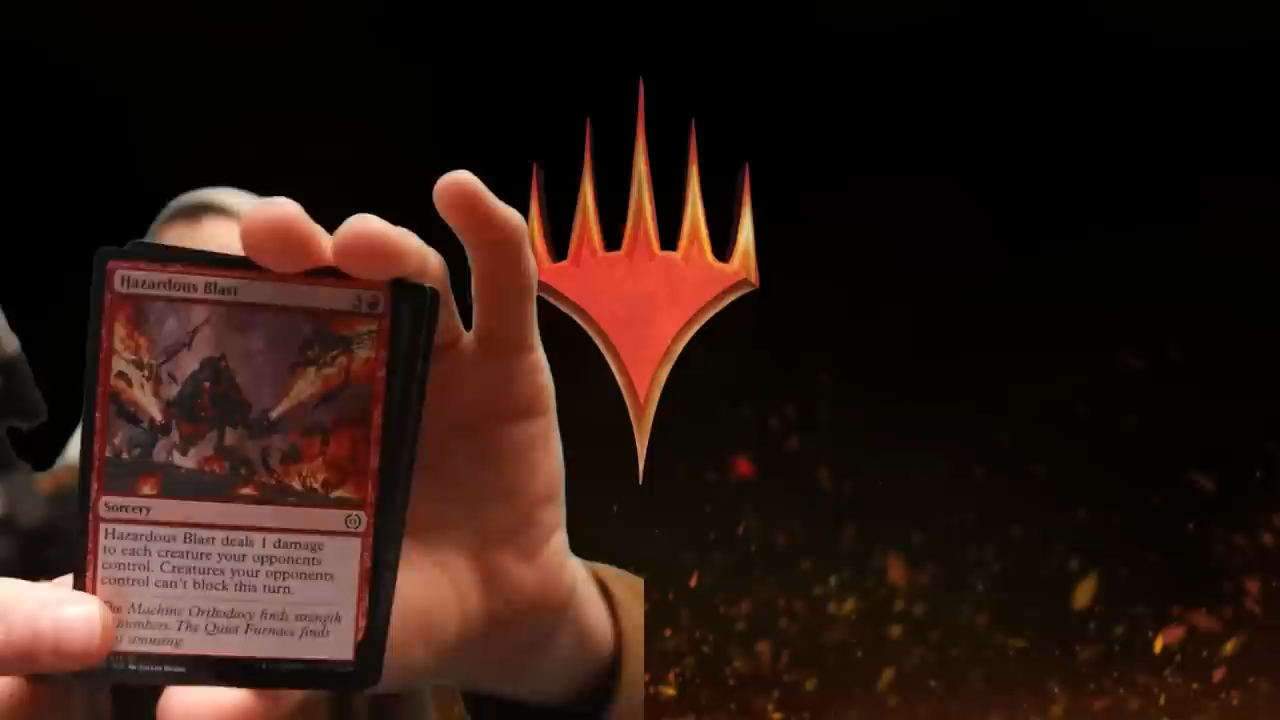 Hazardous Blast
3
Sorcery
Hazardous Blast deals 1 damage
to each creature your opponents
control. Creatures your opponents
control can't block this turn.
Machine Orthodoxy finds strength
numbers. The Quiet Furnace finds